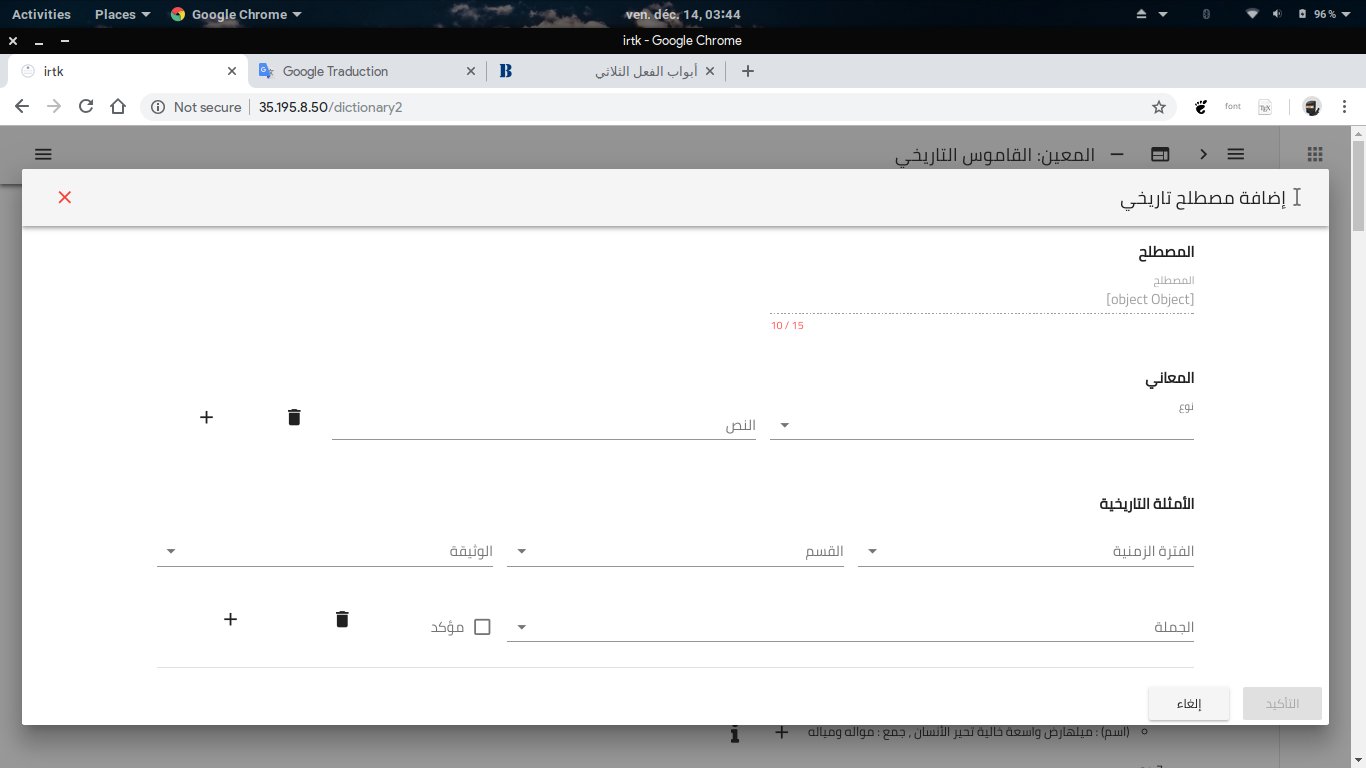 Activities Places Google Chrome ven. déc. 14, 03:44 96 %
irtk - Google Chrome
irtk Google Traduction أبواب الفعل الثلاثي
Not secure 35.195.8.50/dictionary2 font
المعين: القاموس التاريخي
إضافة مصطلح تاريخي
المصطلح
المصطلح
[object Object]
10 / 15
المعاني
نوع
النص
الأمثلة التاريخية
الفترة الزمنية القسم الوثيقة
الجملة مؤكد
التأكيد إلغاء
(اسم) : ميلهارض واسعة خالية تحير الأنسان , جمع : مواله ومياله